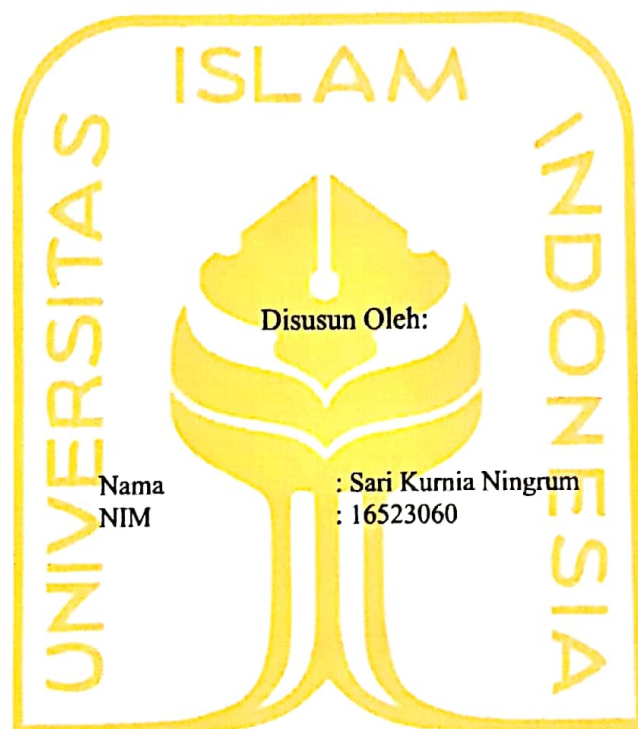 ISLAM
UNIVERSITAS
INDONESIA
Disusun Oleh:
Nama : Sari Kurnia Ningrum
NIM : 16523060